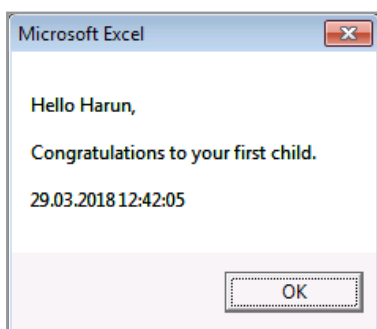 Microsoft Excel
Hello Harun,
Congratulations to your first child.
29.03.2018 12:42:05
OK